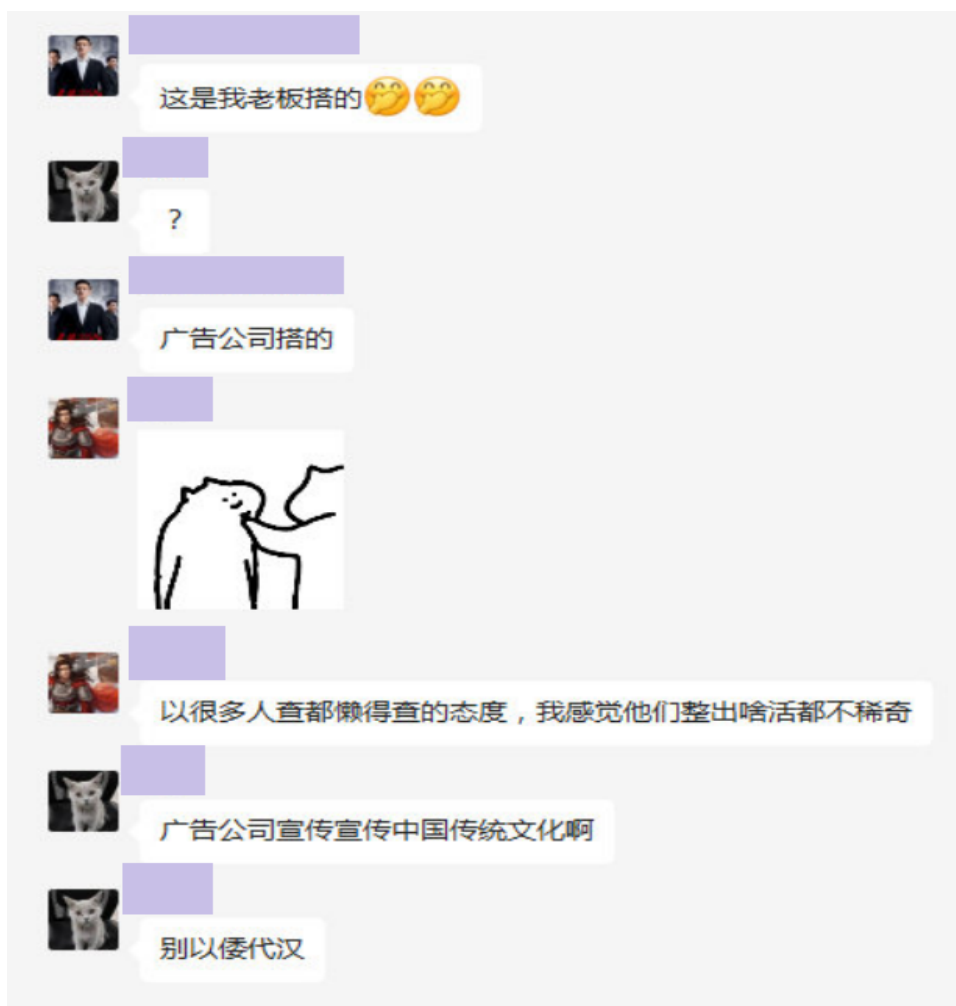 这是我老板搭的
?
广告公司搭的
以很多人查都懒得查的态度，我感觉他们整出啥活都不稀奇
广告公司宣传宣传中国传统文化啊
别以倭代汉